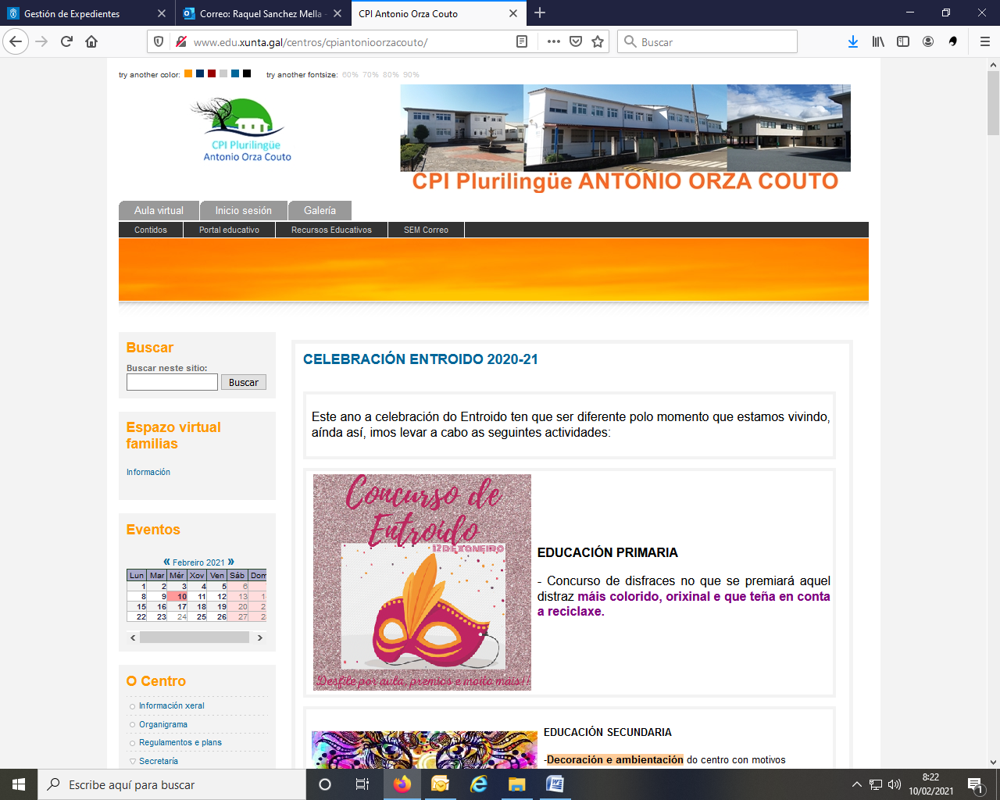 Gestión de Expedientes
Correo: Raquel Sanchez Mella -
CPI Antonio Orza Couto
www.edu.xunta.gal/centros/cpiantonioorzacouto/
Buscar
try another color:
try another fontsize: 60% 70% 80% 90%
CPI Plurilingüe
Antonio Orza Couto
CPI Plurilingüe ANTONIO ORZA COUTO
Aula virtual Inicio sesión Galería
Contidos Portal educativo Recursos Educativos SEM Correo
Buscar
Buscar neste sitio:
Buscar
Espazo virtual
familias
Información
Eventos
« Febreiro 2021 »
Lun Mar Mér Xov Ven Sáb Dom
1 2 3 4 5 6
8 9 10 11 12 13
15 16 17 18 19 20
22 23 24 25 26 27
O Centro
Información xeral
Organigrama
Regulamentos e plans
Secretaría
CELEBRACIÓN ENTROIDO 2020-21
Este ano a celebración do Entroido ten que ser diferente polo momento que estamos vivindo,
aínda así, imos levar a cabo as seguintes actividades:
Concurso de
Entroido
12 DE XANEIRO
Desfile por aula, premios e moita mais!!
EDUCACIÓN PRIMARIA
- Concurso de disfraces no que se premiará aquel
distraz máis colorido, orixinal e que teña en conta
a reciclaxe.
EDUCACIÓN SECUNDARIA
-Decoración e ambientación do centro con motivos
Escribe aquí para buscar
8:22
10/02/2021
1